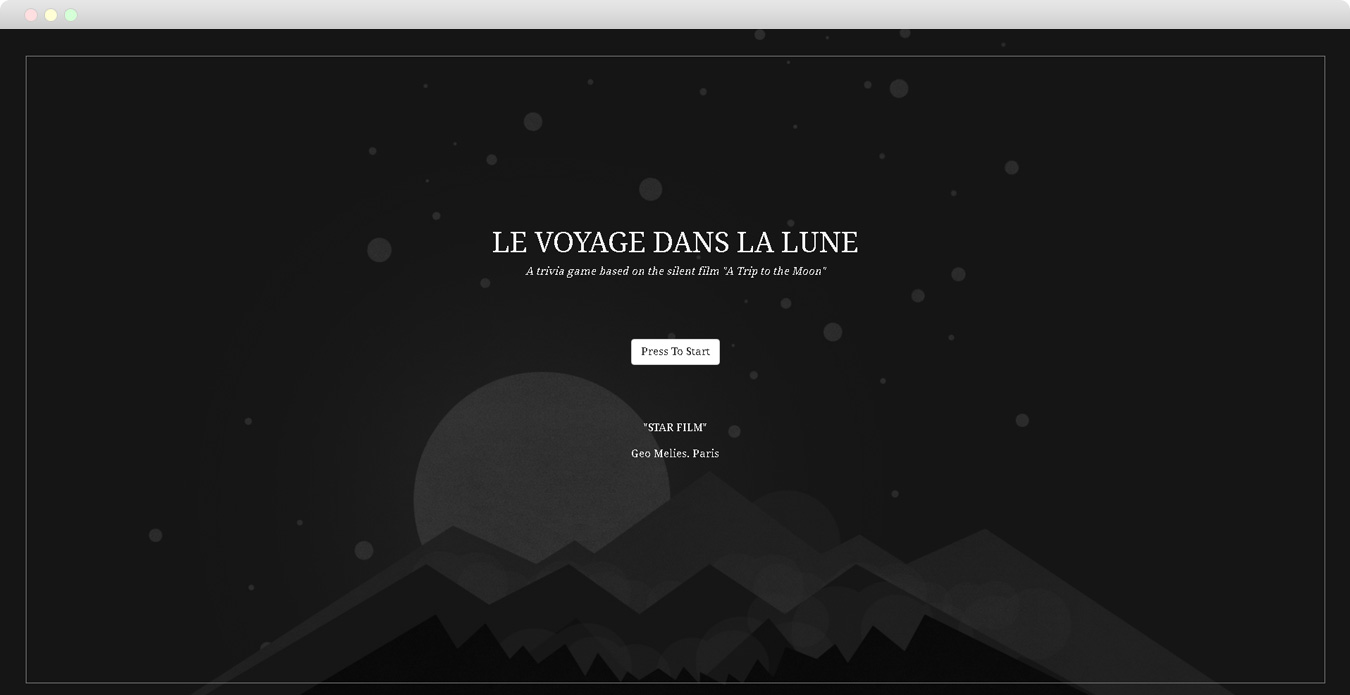 LE VOYAGE DANS LA LUNE
A trivia game based on the silent film "A Trip to the Moon"
Press To Start
"STAR FILM"
Geo Melies. Paris